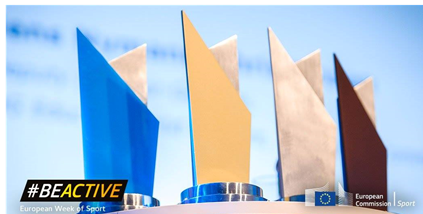 #BEACTIVE
European Week of Sport
European
Commission
Sport